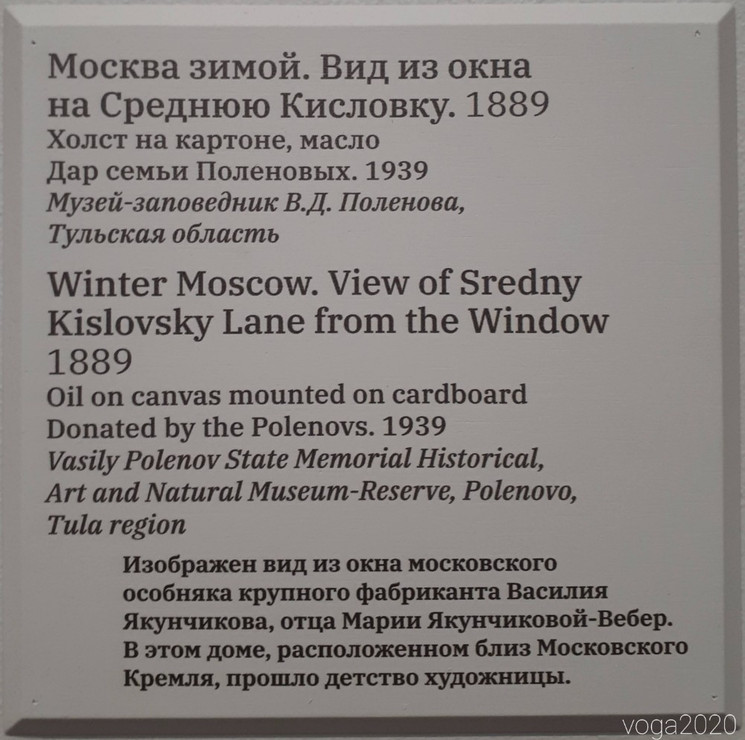 Москва зимой. Вид из окна
на Среднюю Кисловку. 1889
Холст на картоне, масло
Дар семьи Поленовых. 1939
Музей-заповедник В.Д. Поленова,
Тульская область
Winter Moscow. View of Sredny
Kislovsky Lane from the Window
1889
Oil on canvas mounted on cardboard
Donated by the Polenovs. 1939
Vasily Polenov State Memorial Historical,
Art and Natural Museum-Reserve, Polenovo,
Tula region
Изображен вид из окна московского
особняка крупного фабриканта Василия
Якунчикова, отца Марии Якунчиковой-Вебер.
В этом доме, расположенном близ Московского
Кремля, прошло детство художницы.
voga2020